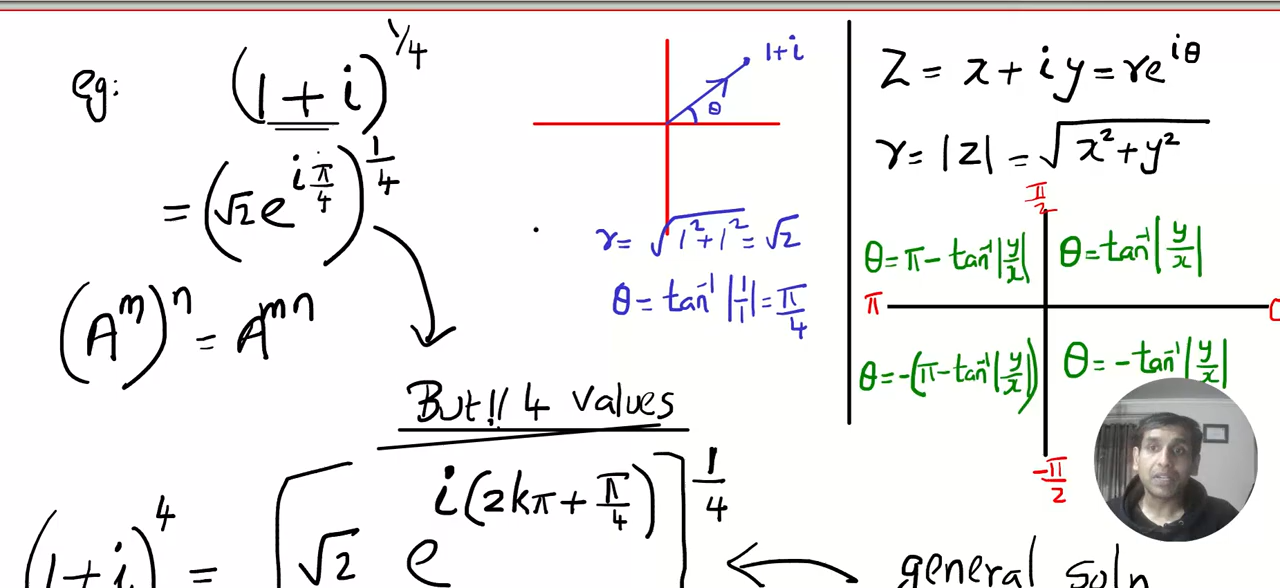 eg: (1 + i)^{1/4}
= (√2 e^{i π/4})^{1/4}
(A^m)^n = A^{mn}
But!! 4 values
(1+i)^4 = [√2 e^{i(2kπ + π/4)}]^{1/4}
general soln
1+i
θ
r = √(1²+1²) = √2
θ = tan⁻¹|1/1| = π/4
Z = x + iy = re^{iθ}
r = |Z| = √(x²+y²)
π/2
θ = π - tan⁻¹|y/x|
θ = tan⁻¹|y/x|
π
0
θ = -(π - tan⁻¹|y/x|)
θ = -tan⁻¹|y/x|
-π/2